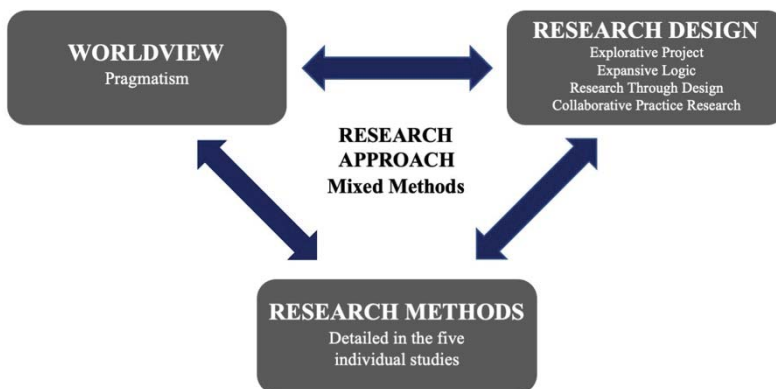 WORLDVIEW
Pragmatism
RESEARCH DESIGN
Explorative Project
Expansive Logic
Research Through Design
Collaborative Practice Research
RESEARCH
APPROACH
Mixed Methods
RESEARCH METHODS
Detailed in the five
individual studies